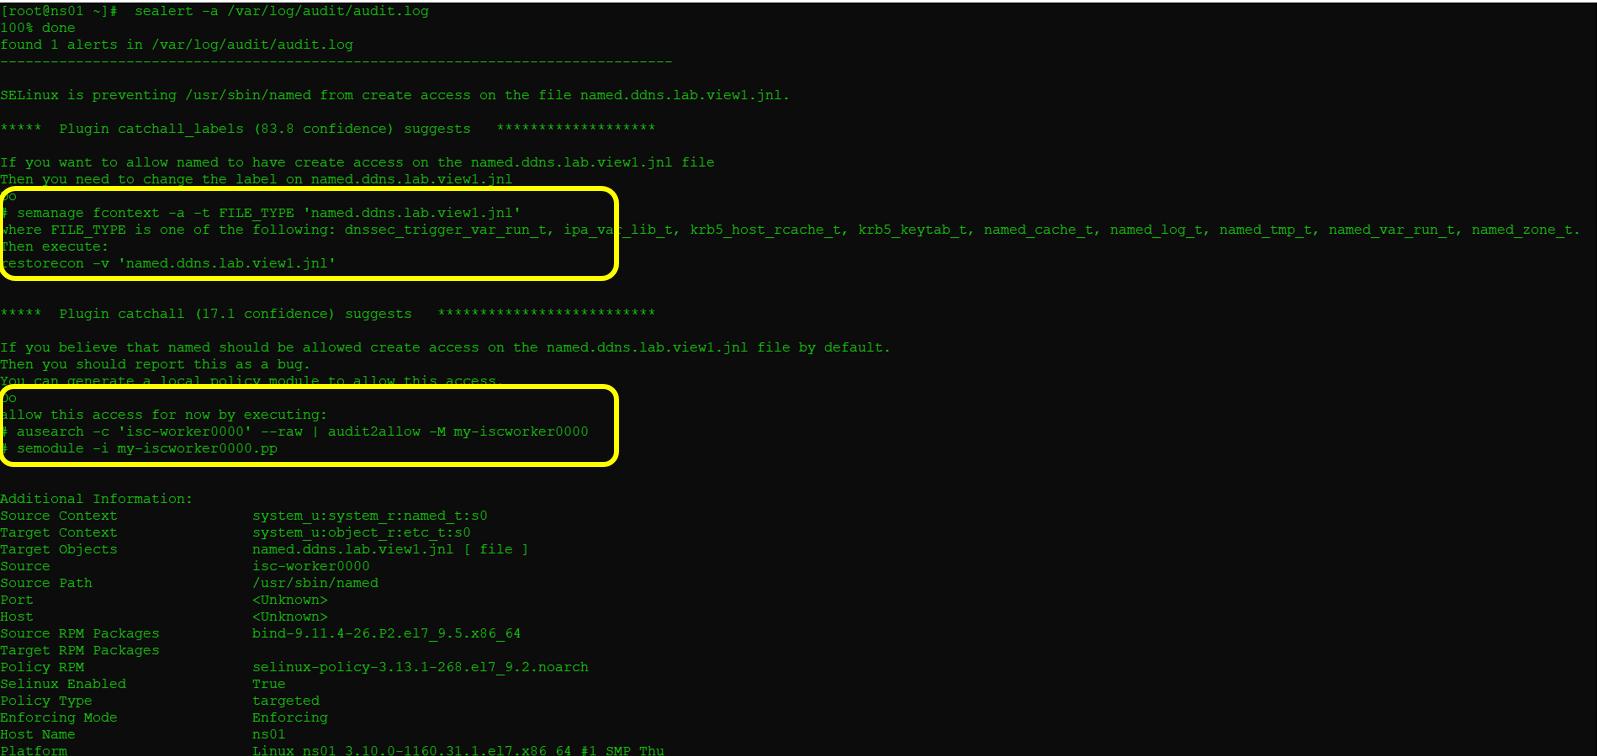 [root@ns01 ~]#  sealert -a /var/log/audit/audit.log
100% done
found 1 alerts in /var/log/audit/audit.log
--------------------------------------------------------------------------------
SELinux is preventing /usr/sbin/named from create access on the file named.ddns.lab.view1.jnl.
*****  Plugin catchall_labels (83.8 confidence) suggests   *******************
If you want to allow named to have create access on the named.ddns.lab.view1.jnl file
Then you need to change the label on named.ddns.lab.view1.jnl
Do
# semanage fcontext -a -t FILE_TYPE 'named.ddns.lab.view1.jnl'
where FILE_TYPE is one of the following: dnssec_trigger_var_run_t, ipa_var_lib_t, krb5_host_rcache_t, krb5_keytab_t, named_cache_t, named_log_t, named_tmp_t, named_var_run_t, named_zone_t.
Then execute:
restorecon -v 'named.ddns.lab.view1.jnl'
*****  Plugin catchall (17.1 confidence) suggests   **************************
If you believe that named should be allowed create access on the named.ddns.lab.view1.jnl file by default.
Then you should report this as a bug.
You can generate a local policy module to allow this access.
Do
allow this access for now by executing:
# ausearch -c 'isc-worker0000' --raw | audit2allow -M my-iscworker0000
# semodule -i my-iscworker0000.pp
Additional Information:
Source Context                system_u:system_r:named_t:s0
Target Context                system_u:object_r:etc_t:s0
Target Objects                named.ddns.lab.view1.jnl [ file ]
Source                        isc-worker0000
Source Path                   /usr/sbin/named
Port                          <Unknown>
Host                          <Unknown>
Source RPM Packages           bind-9.11.4-26.P2.el7_9.5.x86_64
Target RPM Packages
Policy RPM                    selinux-policy-3.13.1-268.el7_9.2.noarch
Selinux Enabled               True
Policy Type                   targeted
Enforcing Mode                Enforcing
Host Name                     ns01
Platform                      Linux ns01 3.10.0-1160.31.1.el7.x86_64 #1 SMP Thu